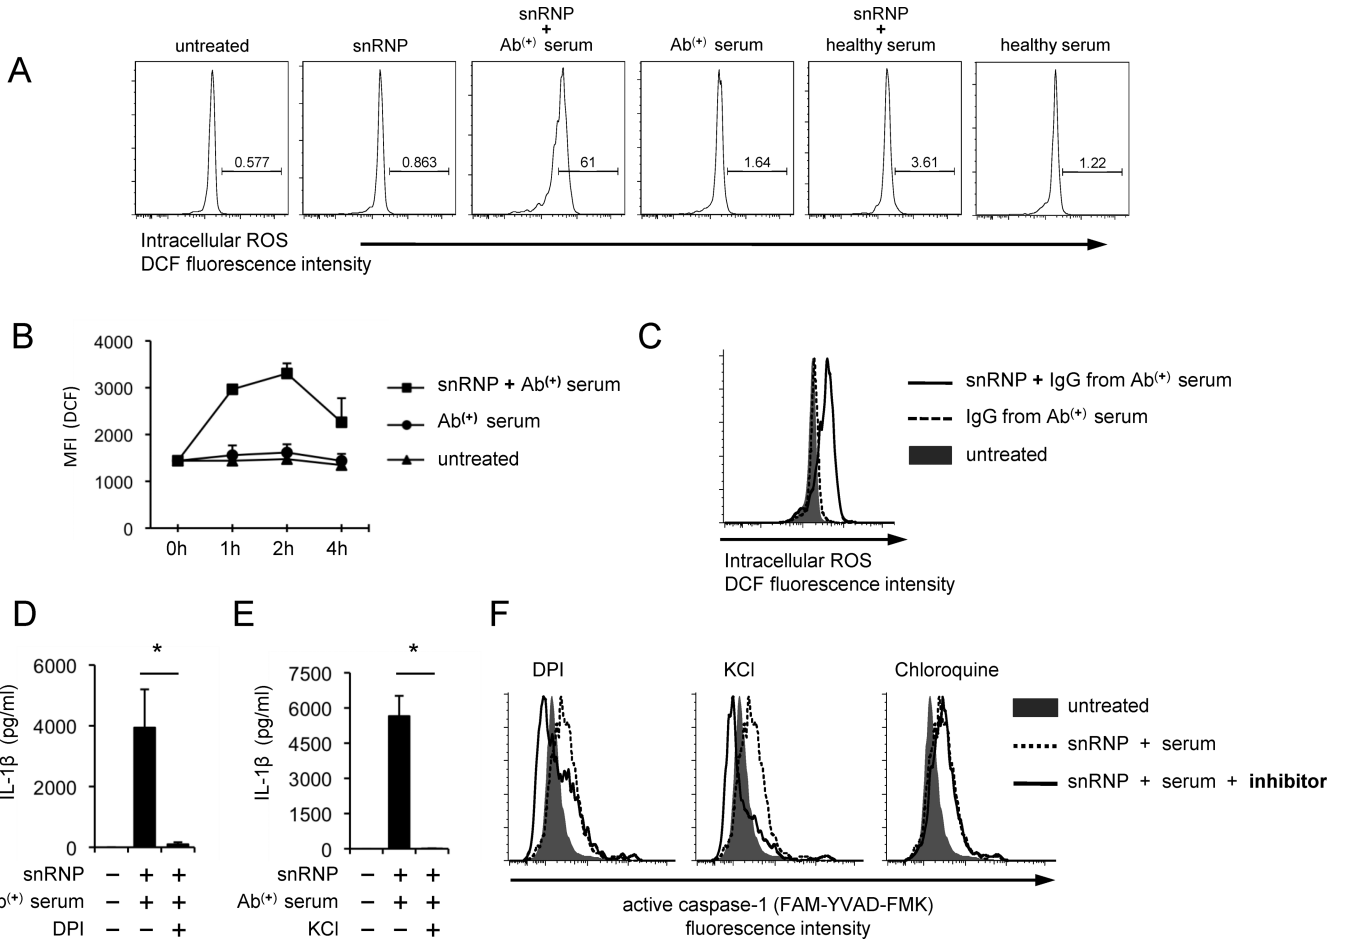 A
untreated
snRNP
snRNP
+
Ab(+) serum
Ab(+) serum
snRNP
+
healthy serum
healthy serum
0.577
0.863
61
1.64
3.61
1.22
Intracellular ROS
DCF fluorescence intensity
B
MFI (DCF)
4000
3000
2000
1000
0
0h 1h 2h 4h
snRNP + Ab(+) serum
Ab(+) serum
untreated
C
snRNP + IgG from Ab(+) serum
IgG from Ab(+) serum
untreated
Intracellular ROS
DCF fluorescence intensity
D
IL-1β (pg/ml)
6000
4000
2000
0
*
snRNP − + +
b(+) serum − + +
DPI − − +
E
IL-1β (pg/ml)
7500
6000
4500
3000
1500
0
*
snRNP − + +
Ab(+) serum − + +
KCl − − +
F
DPI
KCl
Chloroquine
untreated
snRNP + serum
snRNP + serum + inhibitor
active caspase-1 (FAM-YVAD-FMK)
fluorescence intensity